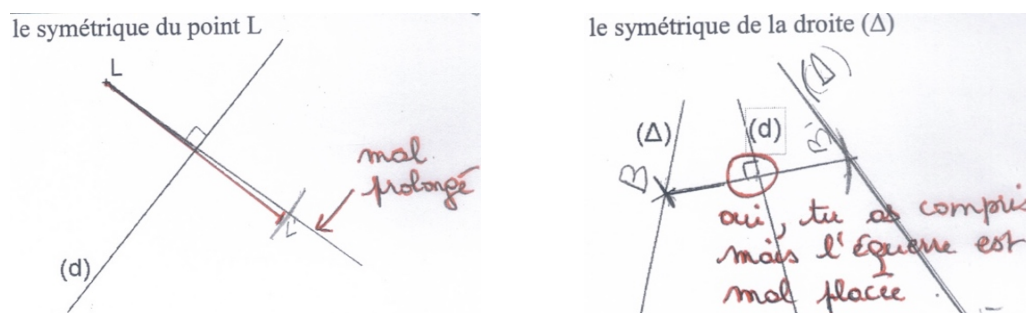 le symétrique du point L
L
mal
prolongé
L'
(d)
le symétrique de la droite (Δ)
(Δ)
(d)
(Δ)
B
B'
oui, tu as compris
mais l'équerre est
mal placée